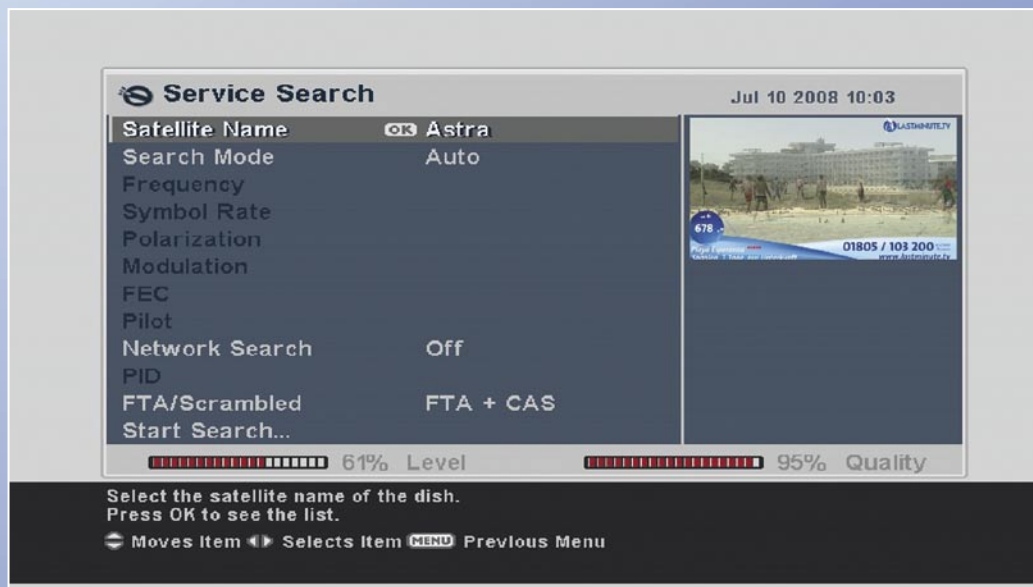 Service Search
Jul 10 2008 10:03
Satellite Name OK Astra
Search Mode Auto
Frequency
Symbol Rate
Polarization
Modulation
FEC
Pilot
Network Search Off
PID
FTA/Scrambled FTA + CAS
Start Search...
LASTMINUTE.TV
678
01805 / 103 200
www.lastminute.tv
61% Level
95% Quality
Select the satellite name of the dish.
Press OK to see the list.
Moves Item Selects Item MENU Previous Menu